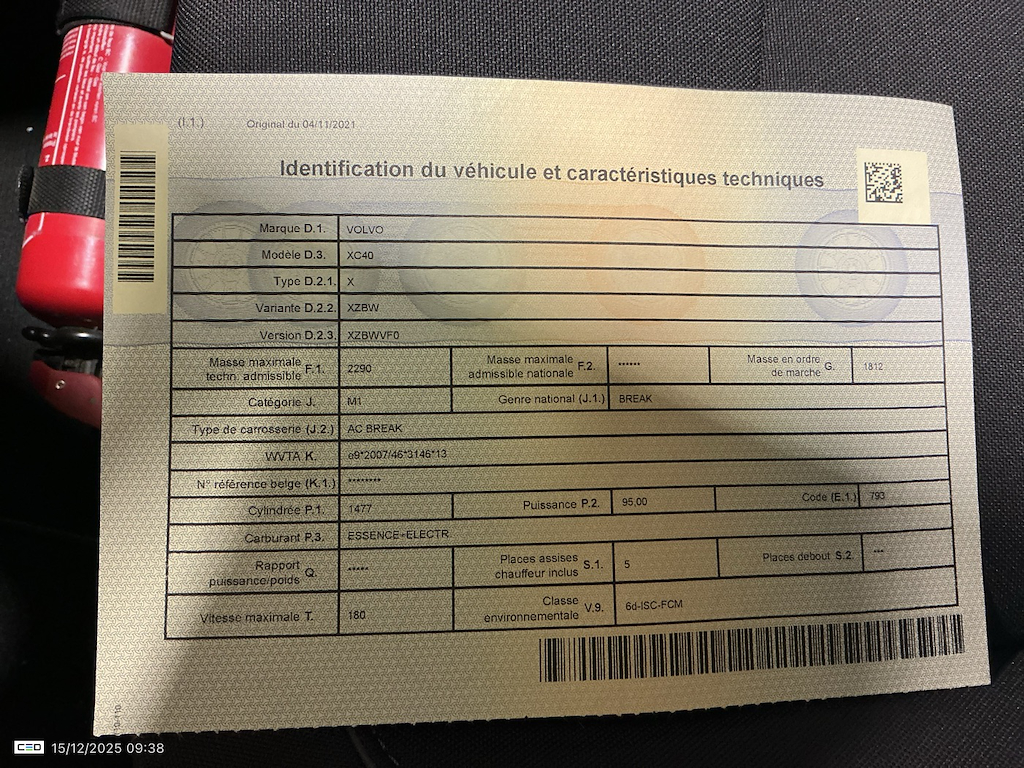 (I.1.) Original du 04/11/2021
Identification du véhicule et caractéristiques techniques
Marque D.1. VOLVO
Modèle D.3. XC40
Type D.2.1. X
Variante D.2.2. XZBW
Version D.2.3. XZBWVF0
Masse maximale techn. admissible F.1. 2290 Masse maximale admissible nationale F.2. ****** Masse en ordre de marche G. 1812
Catégorie J. M1 Genre national (J.1.) BREAK
Type de carrosserie (J.2.) AC BREAK
WVTA K. e9*2007/46*3146*13
N° référence belge (K.1.) ********
Cylindrée P.1. 1477 Puissance P.2. 95,00 Code (E.1.) 793
Carburant P.3. ESSENCE-ELECTR.
Rapport puissance/poids Q. ***** Places assises chauffeur inclus S.1. 5 Places debout S.2. ---
Vitesse maximale T. 180 Classe environnementale V.9. 6d-ISC-FCM
CEO 15/12/2025 09:38